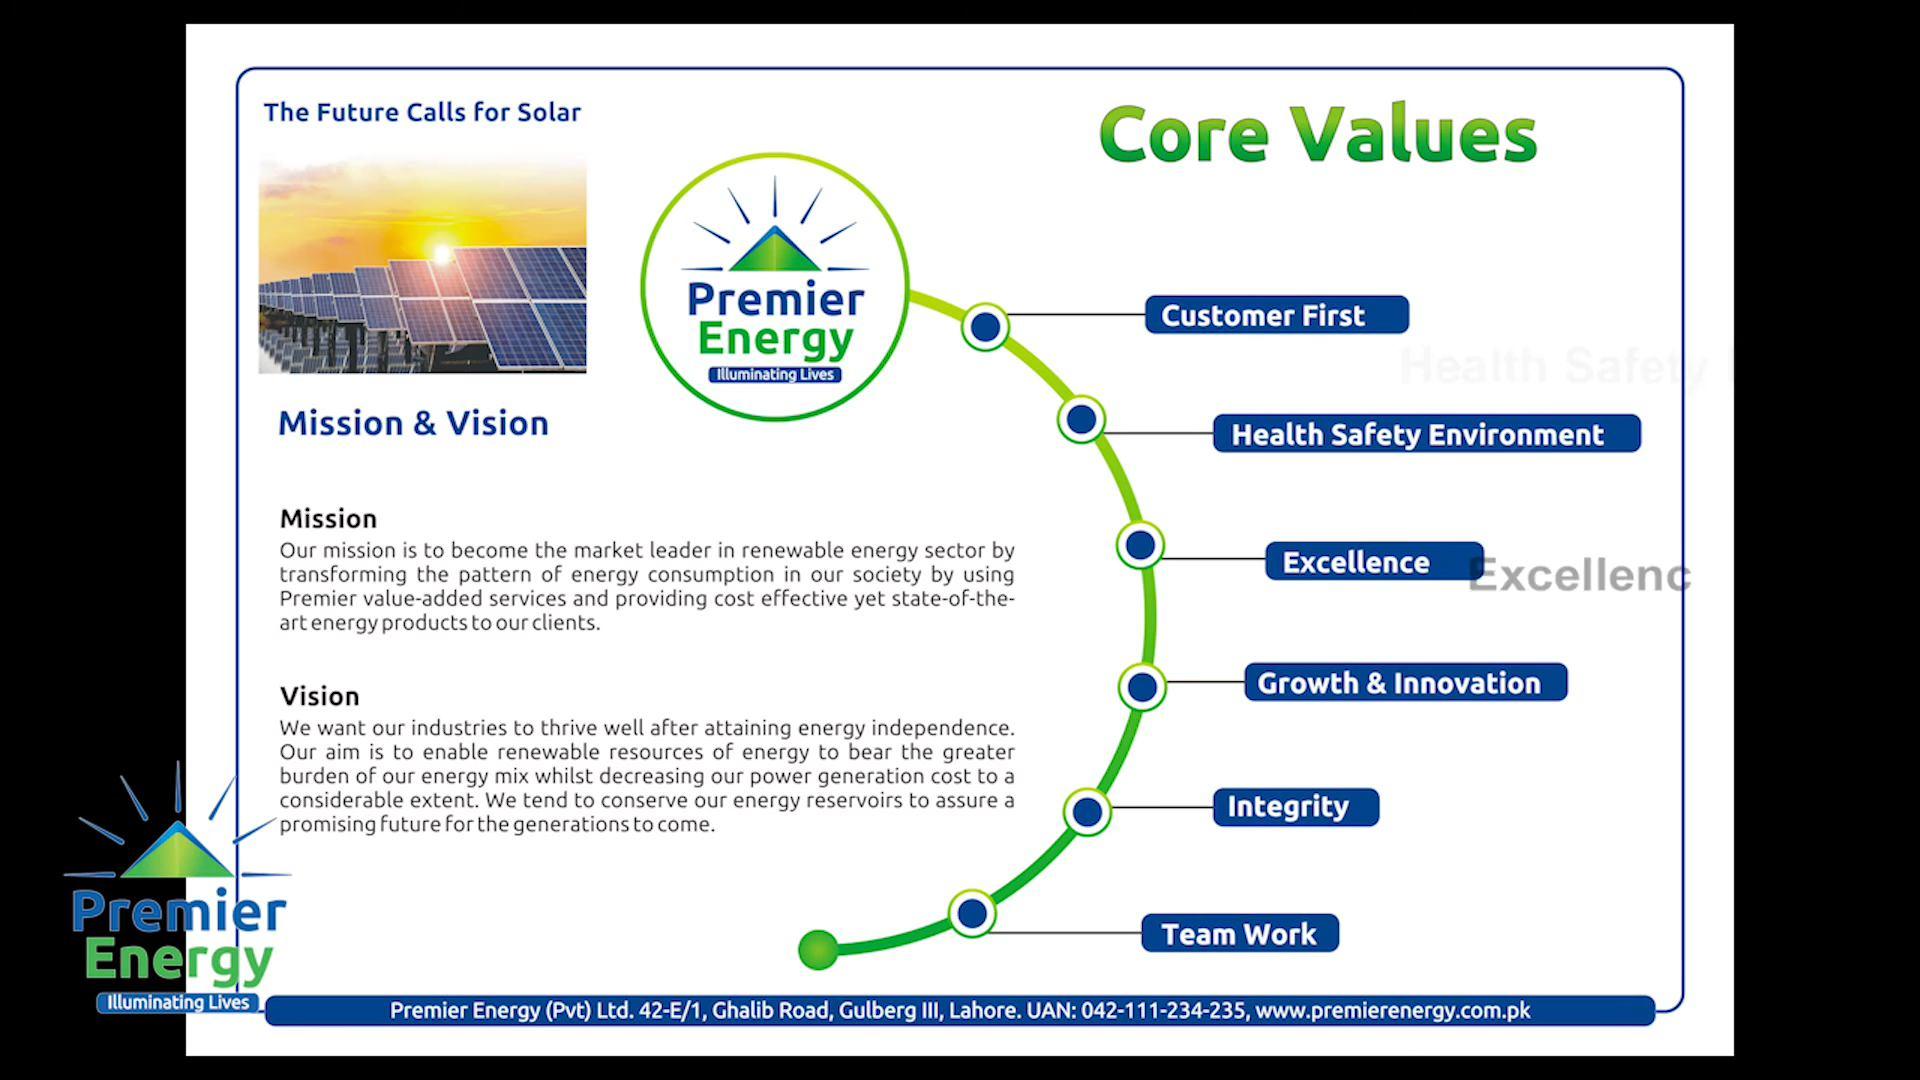 The Future Calls for Solar
Core Values
Premier
Energy
Illuminating Lives
Customer First
Health Safety
Health Safety Environment
Mission & Vision
Excellence
Excellenc
Mission
Our mission is to become the market leader in renewable energy sector by
transforming the pattern of energy consumption in our society by using
Premier value-added services and providing cost effective yet state-of-the-
art energy products to our clients.
Growth & Innovation
Vision
We want our industries to thrive well after attaining energy independence.
Our aim is to enable renewable resources of energy to bear the greater
burden of our energy mix whilst decreasing our power generation cost to a
considerable extent. We tend to conserve our energy reservoirs to assure a
promising future for the generations to come.
Integrity
Team Work
Premier
Energy
Illuminating Lives
Premier Energy (Pvt) Ltd. 42-E/1, Ghalib Road, Gulberg III, Lahore. UAN: 042-111-234-235, www.premierenergy.com.pk